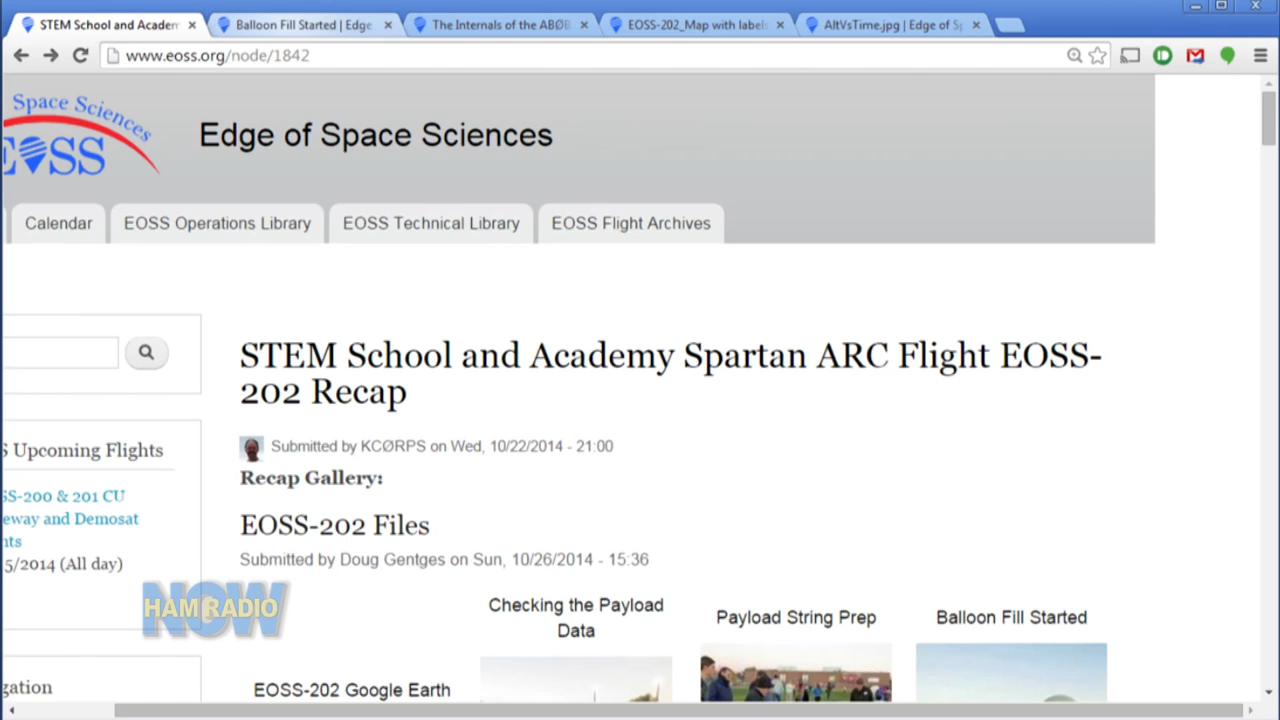 STEM School and Academ
Balloon Fill Started | Edge
The Internals of the ABØB
EOSS-202_Map with labels
AltVsTime.jpg | Edge of Sp
www.eoss.org/node/1842
Space Sciences
EOSS
Edge of Space Sciences
Calendar
EOSS Operations Library
EOSS Technical Library
EOSS Flight Archives
STEM School and Academy Spartan ARC Flight EOSS-
202 Recap
Submitted by KCØRPS on Wed, 10/22/2014 - 21:00
Recap Gallery:
S Upcoming Flights
SS-200 & 201 CU
eway and Demosat
nts
5/2014 (All day)
EOSS-202 Files
Submitted by Doug Gentges on Sun, 10/26/2014 - 15:36
HAM RADIO
NOW
Checking the Payload
Data
Payload String Prep
Balloon Fill Started
gation
EOSS-202 Google Earth